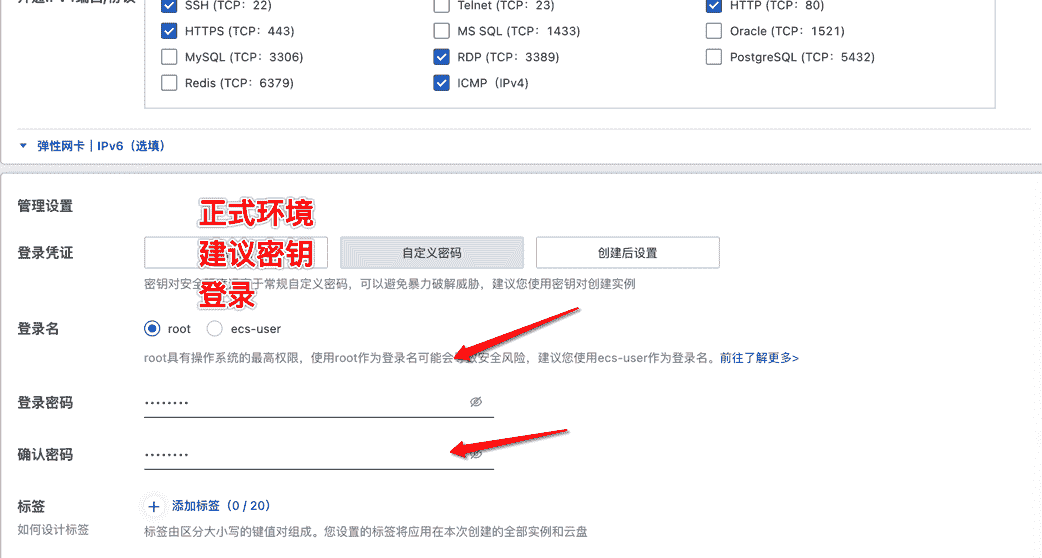 SSH (TCP：22)
Telnet (TCP：23)
HTTP (TCP：80)
HTTPS (TCP：443)
MS SQL (TCP：1433)
Oracle (TCP：1521)
MySQL (TCP：3306)
RDP (TCP：3389)
PostgreSQL (TCP：5432)
Redis (TCP：6379)
ICMP（IPv4）
弹性网卡 | IPv6（选填）
管理设置
正式环境
建议密钥
登录
登录凭证
自定义密码
创建后设置
密钥对安全 于常规自定义密码，可以避免暴力破解威胁，建议您使用密钥对创建实例
登录名
root
ecs-user
root具有操作系统的最高权限，使用root作为登录名可能会 致安全风险，建议您使用ecs-user作为登录名。前往了解更多>
登录密码
••••••••
确认密码
••••••••
标签
添加标签（0 / 20）
如何设计标签
标签由区分大小写的键值对组成。您设置的标签将应用在本次创建的全部实例和云盘